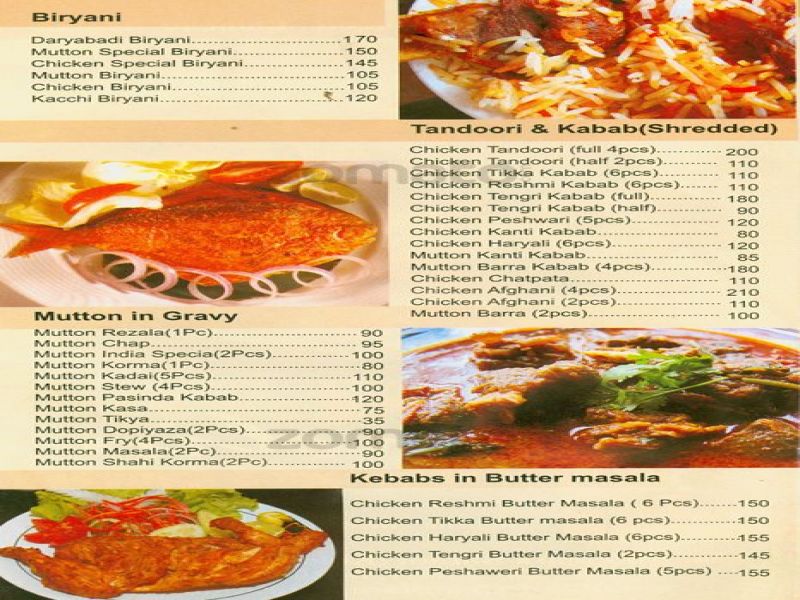 Biryani
Daryabadi Biryani..............................170
Mutton Special Biryani......................150
Chicken Special Biryani....................145
Mutton Biryani.....................................105
Chicken Biryani...................................105
Kacchi Biryani.............................₹..120
Tandoori & Kabab(Shredded)
Chicken Tandoori (full 4pcs)........... 200
Chicken Tandoori (half 2pcs).......... 110
Chicken Tikka Kabab (6pcs)........... 110
Chicken Reshmi Kabab (6pcs)....... 110
Chicken Tengri Kabab (full)............. 180
Chicken Tengri Kabab (half)............ 90
Chicken Peshwari (5pcs)................. 120
Chicken Kanti Kabab........................ 80
Chicken Haryali (6pcs)..................... 120
Mutton Kanti Kabab.......................... 85
Mutton Barra Kabab (4pcs)..............180
Chicken Chatpata.............................. 110
Chicken Afghani (4pcs).................... 210
Chicken Afghani (2pcs).................... 110
Mutton Barra (2pcs).......................... 100
Mutton in Gravy
Mutton Rezala(1Pc)........................... 90
Mutton Chap...................................... 95
Mutton India Specia(2Pcs)............... 100
Mutton Korma(1Pc)........................... 80
Mutton Kadai(5Pcs).......................... 110
Mutton Stew (4Pcs).......................... 100
Mutton Pasinda Kabab..................... 120
Mutton Kasa...................................... 75
Mutton Tikya..................................... 35
Mutton Dopiyaza(2Pcs).................... 90
Mutton Fry(4Pcs).............................. 100
Mutton Masala(2Pc)......................... 90
Mutton Shahi Korma(2Pc)................ 100
Kebabs in Butter masala
Chicken Reshmi Butter Masala ( 6 Pcs).......150
Chicken Tikka Butter masala (6 pcs)............150
Chicken Haryali Butter Masala (6pcs)..........155
Chicken Tengri Butter Masala (2pcs)............145
Chicken Peshaweri Butter Masala (5pcs) ....155